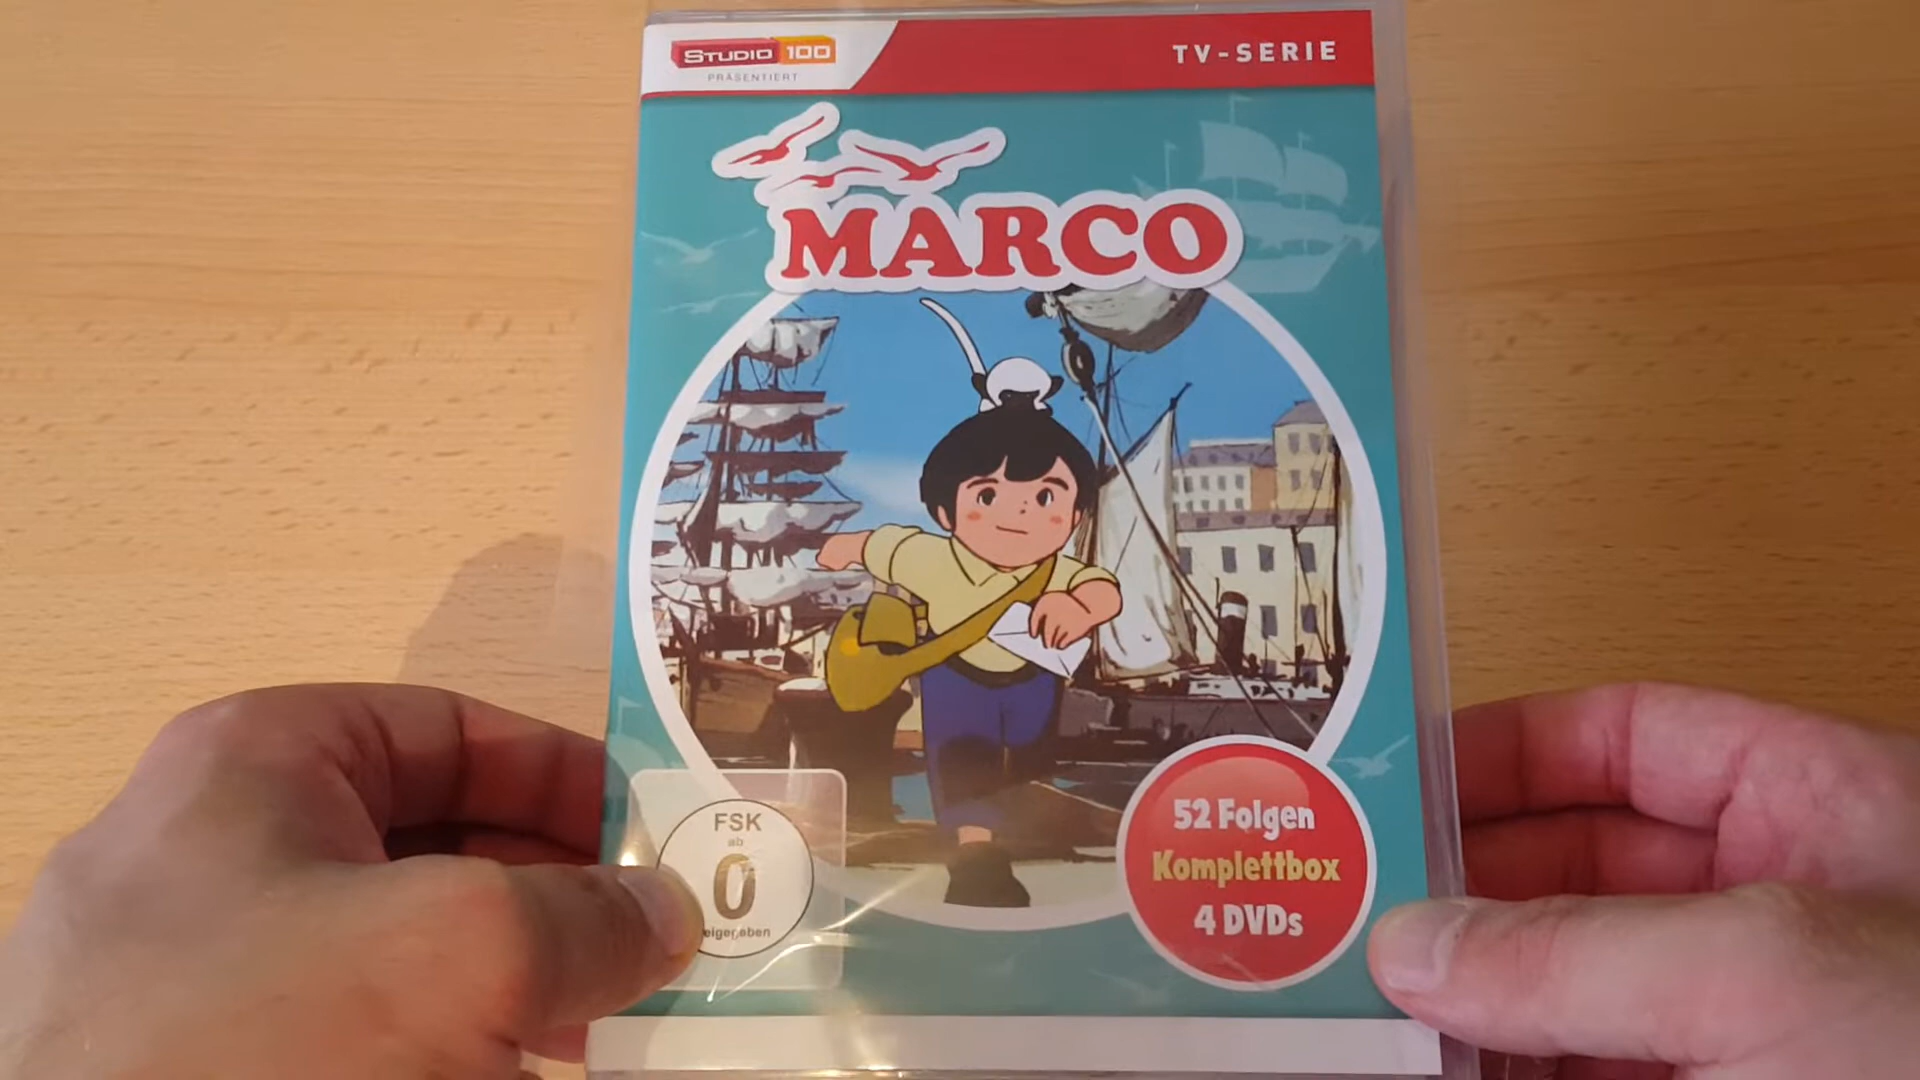 STUDIO 100
PRÄSENTIERT
TV-SERIE
MARCO
FSK
ab
0
52 Folgen
Komplettbox
4 DVDs